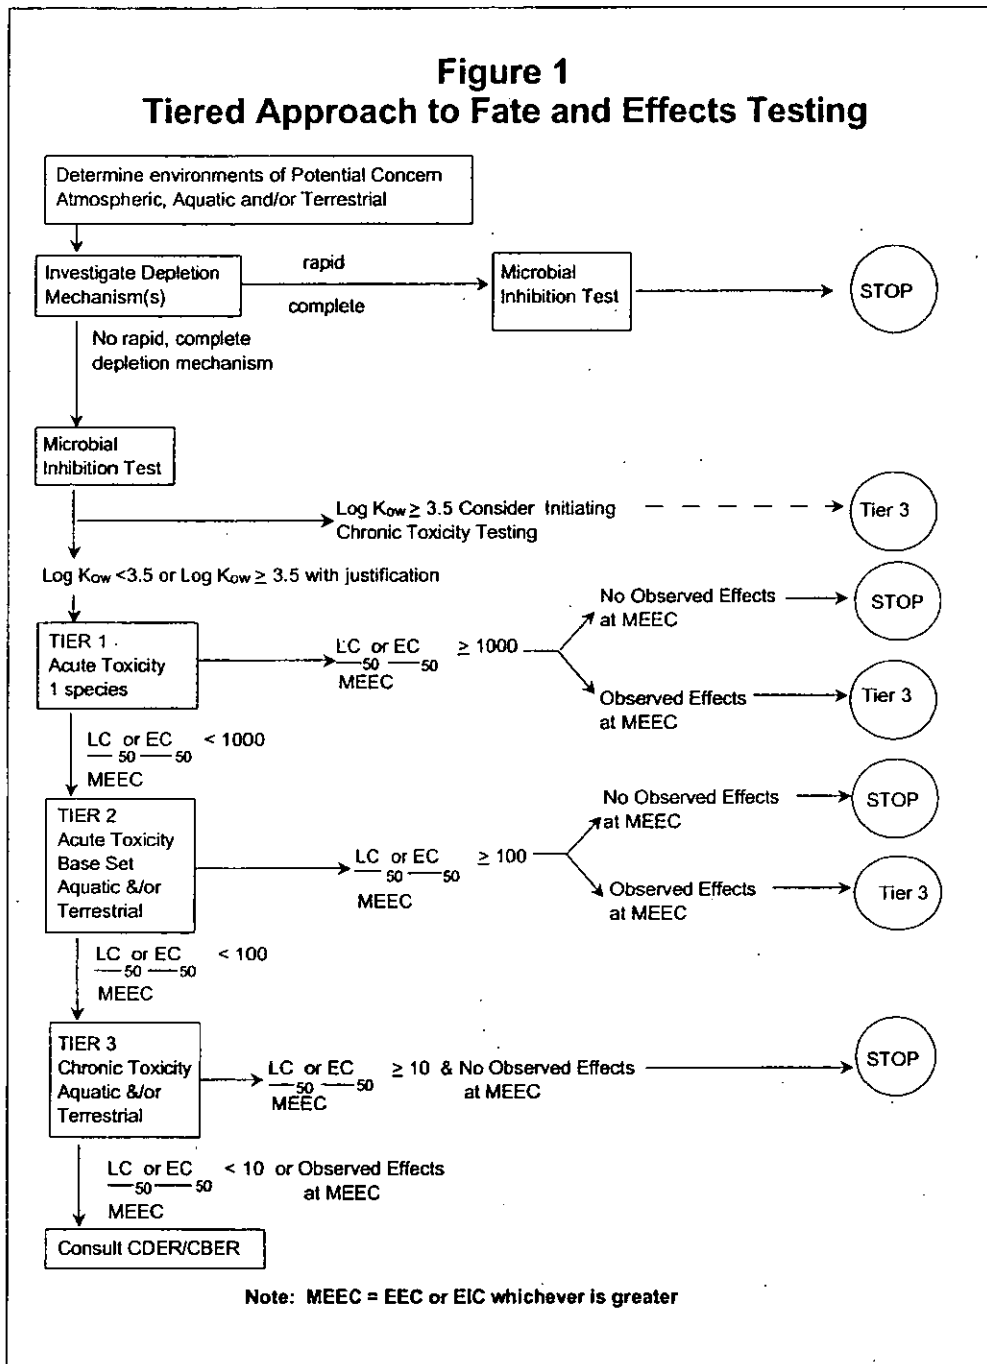 Figure 1
Tiered Approach to Fate and Effects Testing
Determine environments of Potential Concern
Atmospheric, Aquatic and/or Terrestrial
Investigate Depletion
Mechanism(s)
rapid
complete
Microbial
Inhibition Test
STOP
No rapid, complete
depletion mechanism
Microbial
Inhibition Test
Log Kow ≥ 3.5 Consider Initiating
Chronic Toxicity Testing
Tier 3
Log Kow <3.5 or Log Kow ≥ 3.5 with justification
TIER 1
Acute Toxicity
1 species
LC50 or EC50 ≥ 1000
MEEC
No Observed Effects
at MEEC
STOP
Observed Effects
at MEEC
Tier 3
LC50 or EC50 < 1000
MEEC
TIER 2
Acute Toxicity
Base Set
Aquatic &/or
Terrestrial
LC50 or EC50 ≥ 100
MEEC
No Observed Effects
at MEEC
STOP
Observed Effects
at MEEC
Tier 3
LC50 or EC50 < 100
MEEC
TIER 3
Chronic Toxicity
Aquatic &/or
Terrestrial
LC50 or EC50 ≥ 10 & No Observed Effects
MEEC at MEEC
STOP
LC50 or EC50 < 10 or Observed Effects
MEEC at MEEC
Consult CDER/CBER
Note: MEEC = EEC or EIC whichever is greater